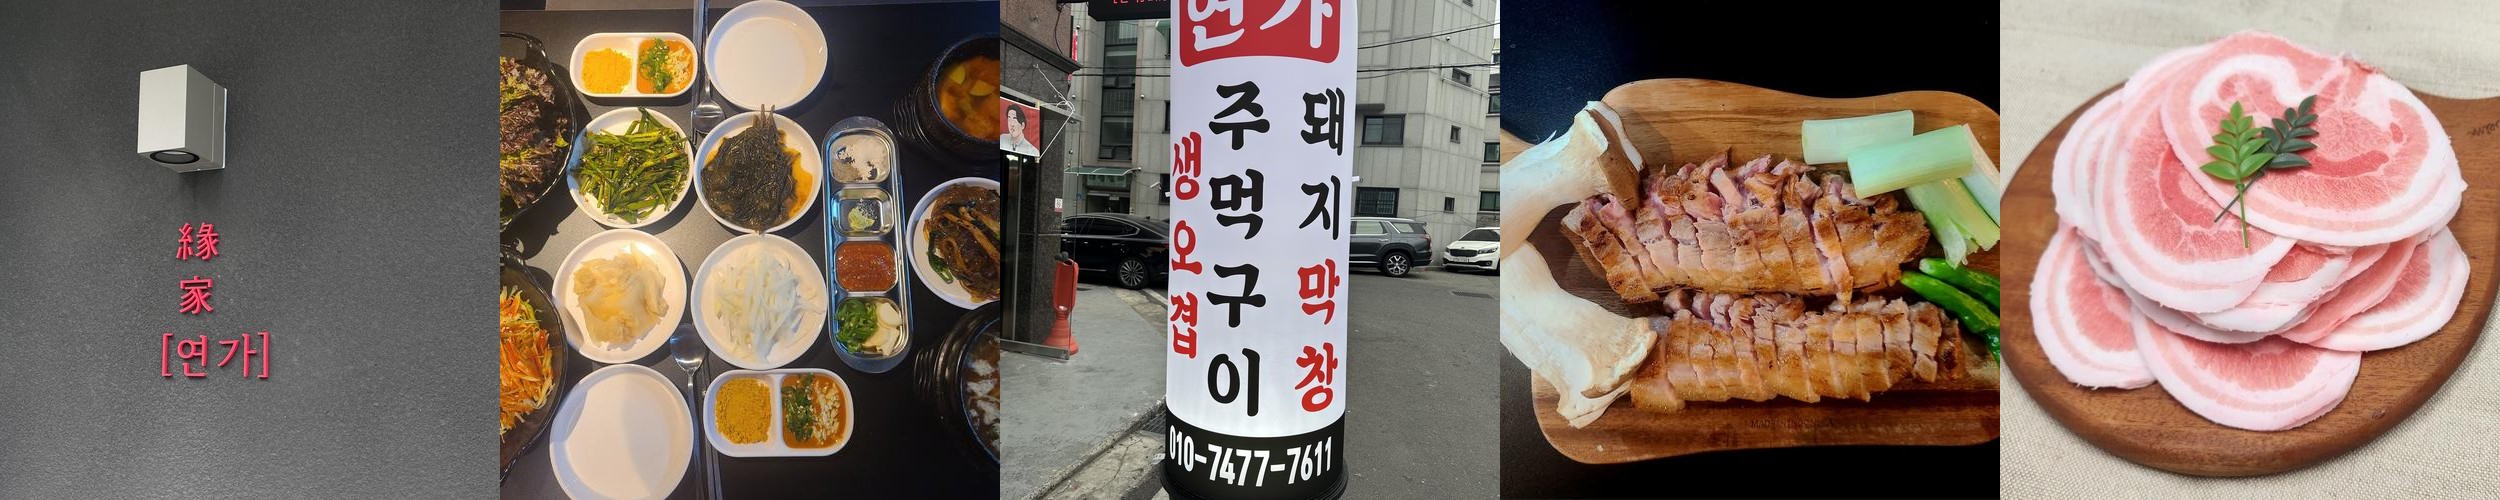 緣
家
[연가]
연가
돼지막창
주먹구이
생오겹
010-7477-7611